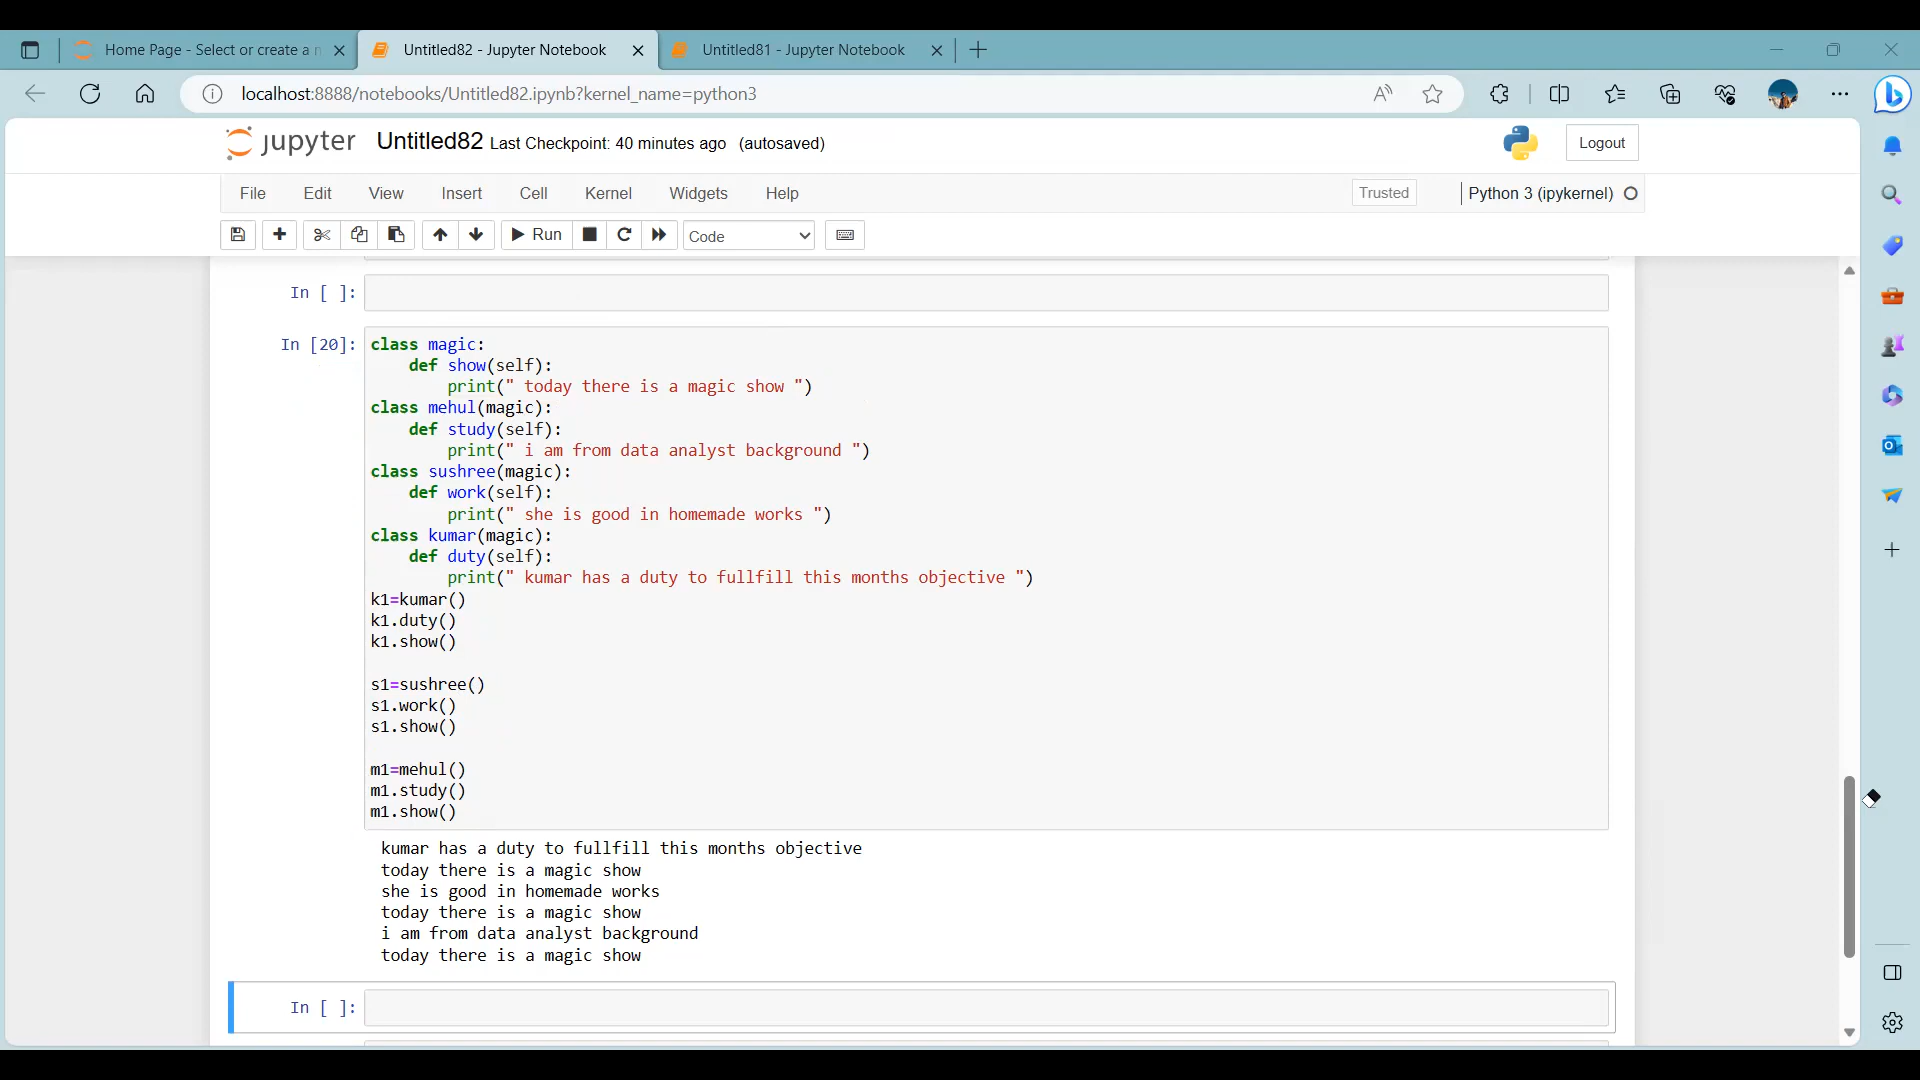 Home Page - Select or create a n
Untitled82 - Jupyter Notebook
Untitled81 - Jupyter Notebook
localhost:8888/notebooks/Untitled82.ipynb?kernel_name=python3
jupyter Untitled82 Last Checkpoint: 40 minutes ago (autosaved)
Logout
File Edit View Insert Cell Kernel Widgets Help
Trusted
Python 3 (ipykernel)
Run
Code
In [ ]:
In [20]:
class magic:
    def show(self):
        print(" today there is a magic show ")
class mehul(magic):
    def study(self):
        print(" i am from data analyst background ")
class sushree(magic):
    def work(self):
        print(" she is good in homemade works ")
class kumar(magic):
    def duty(self):
        print(" kumar has a duty to fullfill this months objective ")
k1=kumar()
k1.duty()
k1.show()
s1=sushree()
s1.work()
s1.show()
m1=mehul()
m1.study()
m1.show()
kumar has a duty to fullfill this months objective
today there is a magic show
she is good in homemade works
today there is a magic show
i am from data analyst background
today there is a magic show
In [ ]: